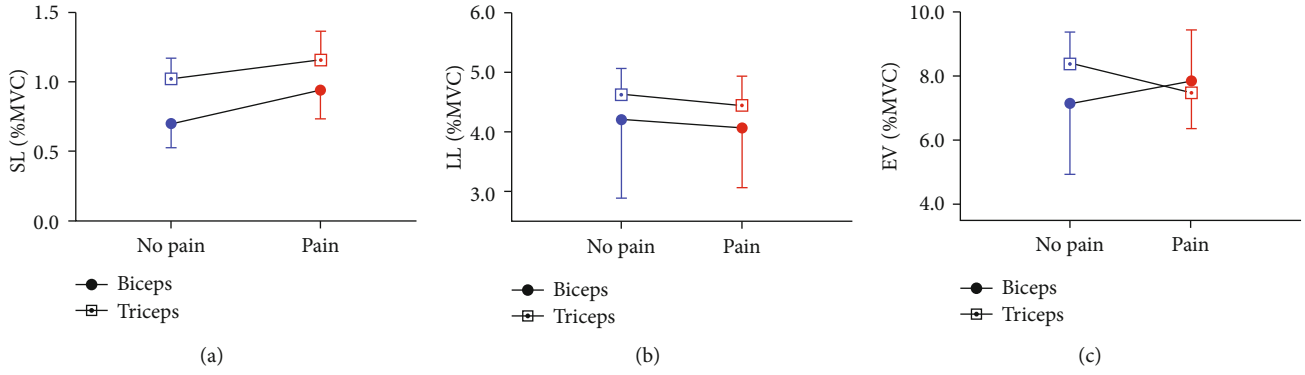 SL (%MVC)
1.5
1.0
0.5
0.0
No pain
Pain
Biceps
Triceps
(a)
LL (%MVC)
6.0
5.0
4.0
3.0
No pain
Pain
Biceps
Triceps
(b)
EV (%MVC)
10.0
8.0
6.0
4.0
No pain
Pain
Biceps
Triceps
(c)